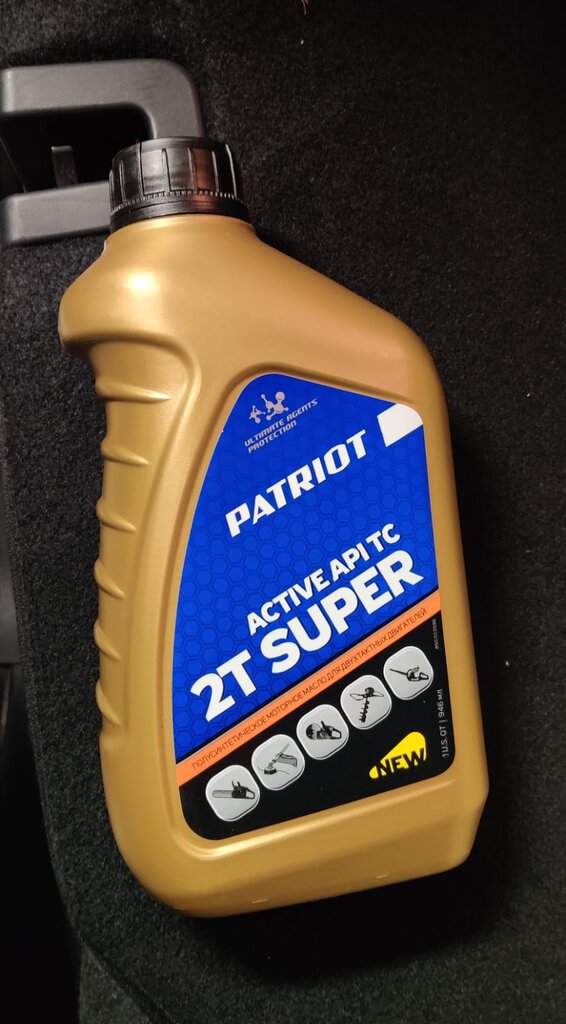 ULTIMATE AGENTS
PROTECTION
PATRIOT
ACTIVE API TC
2T SUPER
ПОЛУСИНТЕТИЧЕСКОЕ МОТОРНОЕ МАСЛО ДЛЯ ДВУХТАКТНЫХ ДВИГАТЕЛЕЙ
NEW
1 U.S. QT | 946 МЛ